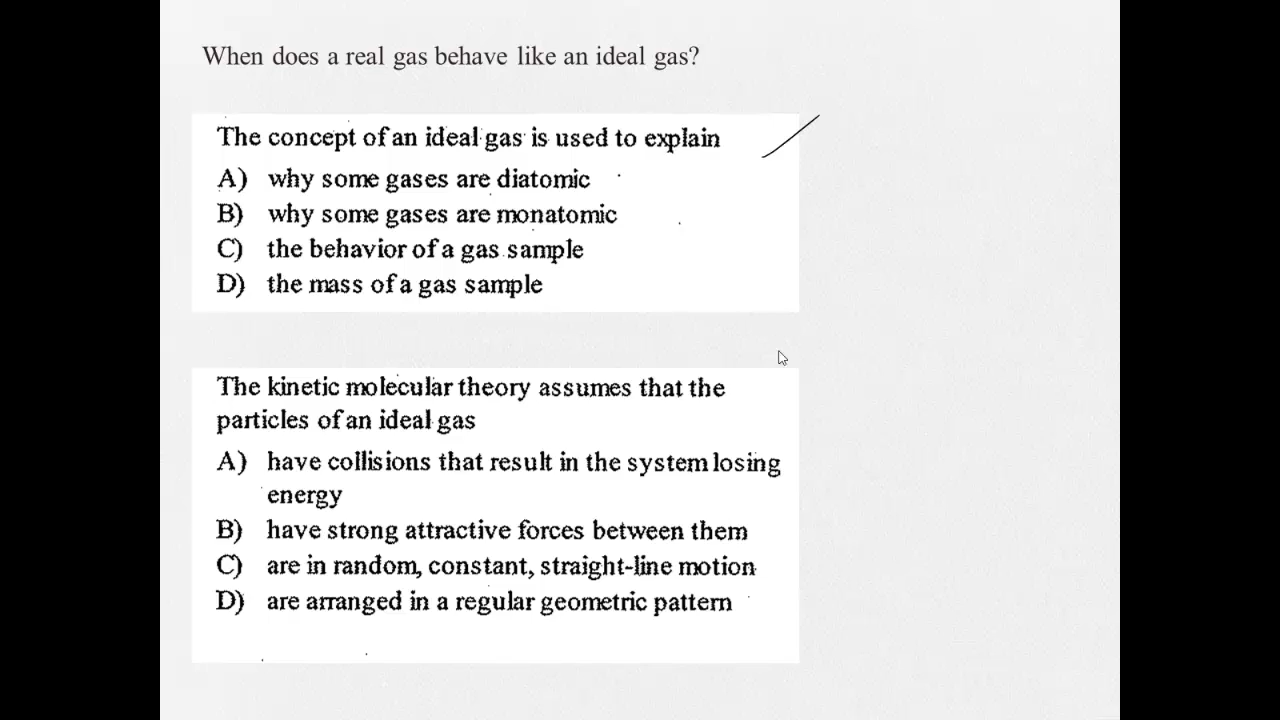 When does a real gas behave like an ideal gas?
The concept of an ideal gas is used to explain
A) why some gases are diatomic
B) why some gases are monatomic
C) the behavior of a gas sample
D) the mass of a gas sample
The kinetic molecular theory assumes that the
particles of an ideal gas
A) have collisions that result in the system losing
energy
B) have strong attractive forces between them
C) are in random, constant, straight-line motion
D) are arranged in a regular geometric pattern